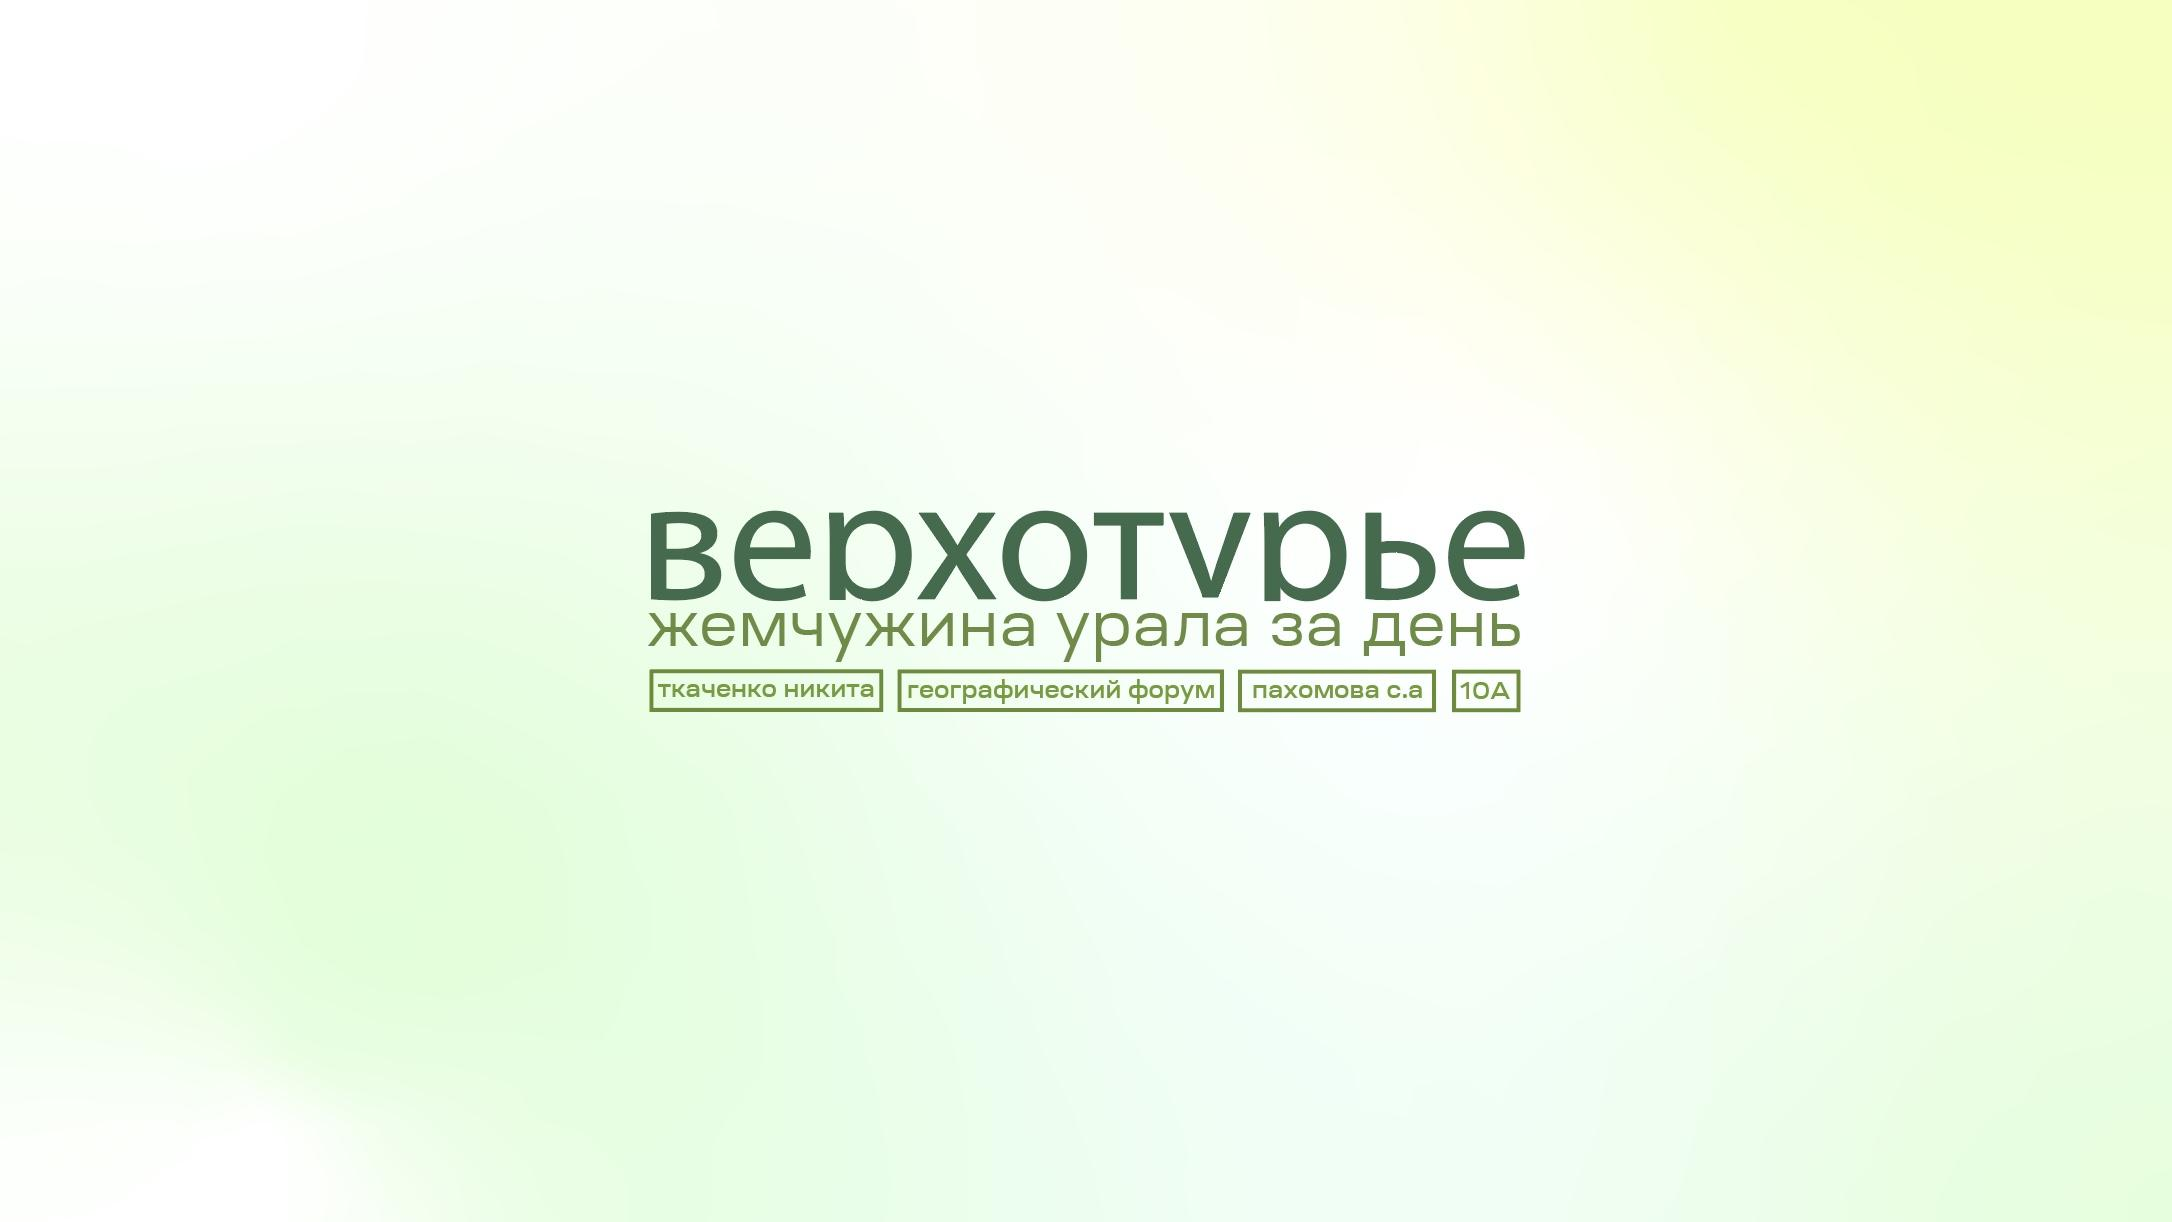 верхотурье
жемчужина урала за день
ткаченко никита географический форум пахомова с.а 10А